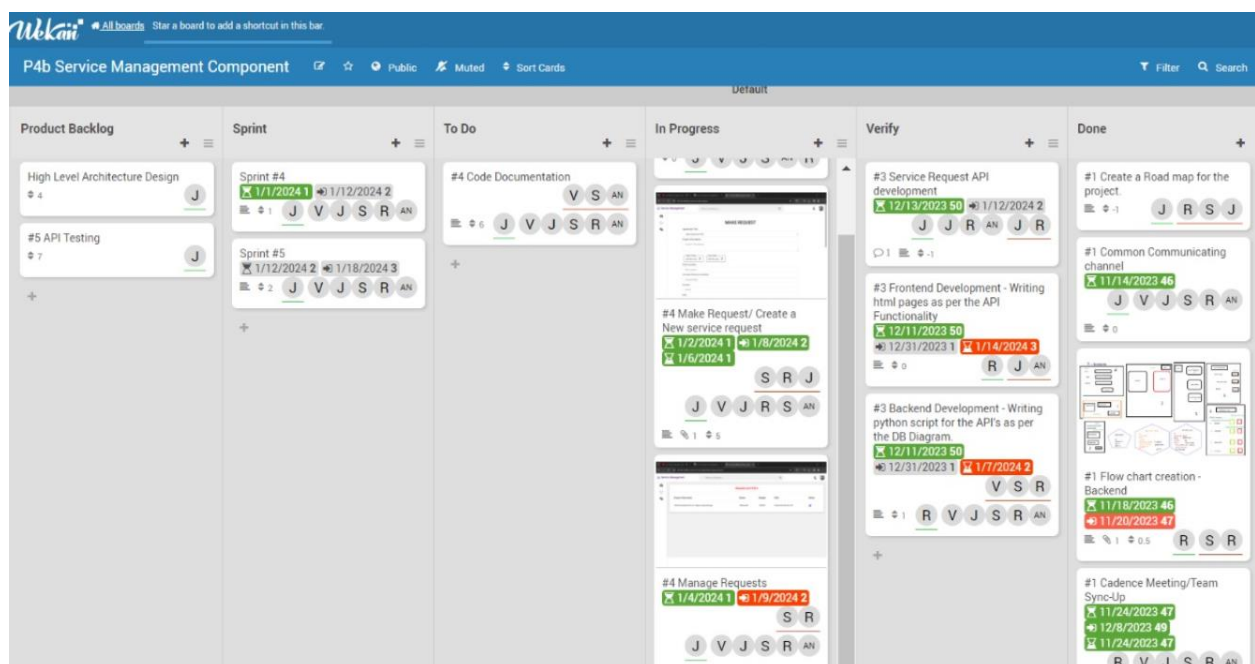 Wekan
All boards Star a board to add a shortcut in this bar.
P4b Service Management Component Public Muted Sort Cards Filter Search
Default
Product Backlog
High Level Architecture Design
4 J
#5 API Testing
7 J
Sprint
Sprint #4
1/1/2024 1 1/12/2024 2
1 J V J S R AN
Sprint #5
1/12/2024 2 1/18/2024 3
2 J V J S R AN
To Do
#4 Code Documentation
V S AN
6 J V J S R AN
In Progress
MAKE REQUEST
#4 Make Request/ Create a
New service request
1/2/2024 1 1/8/2024 2
1/6/2024 1
S R J
J V J R S AN
1 5
#4 Manage Requests
1/4/2024 1 1/9/2024 2
S R
J V J S R AN
Verify
#3 Service Request API
development
12/13/2023 50 1/12/2024 2
J J R AN J R
1 -1
#3 Frontend Development - Writing
html pages as per the API
Functionality
12/11/2023 50
12/31/2023 1 1/14/2024 3
0 R J AN
#3 Backend Development - Writing
python script for the API's as per
the DB Diagram.
12/11/2023 50
12/31/2023 1 1/7/2024 2
V S R
1 R V J S R AN
Done
#1 Create a Road map for the
project.
-1 J R S J
#1 Common Communicating
channel
11/14/2023 46
J V J S R AN
0
#1 Flow chart creation -
Backend
11/18/2023 46
11/20/2023 47
1 0.5 R S R
#1 Cadence Meeting/Team
Sync-Up
11/24/2023 47
12/8/2023 49
11/24/2023 47
R V J S R AN